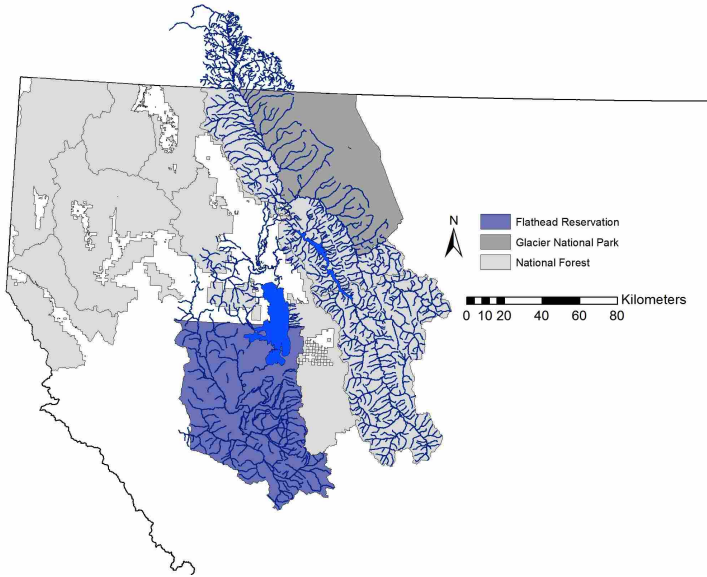 N
Flathead Reservation
Glacier National Park
National Forest
Kilometers
0 10 20 40 60 80